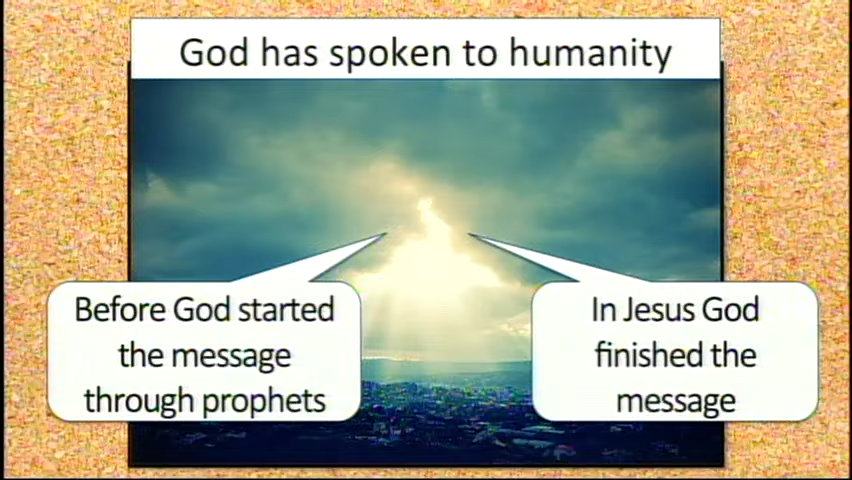 God has spoken to humanity
Before God started
the message
through prophets
In Jesus God
finished the
message